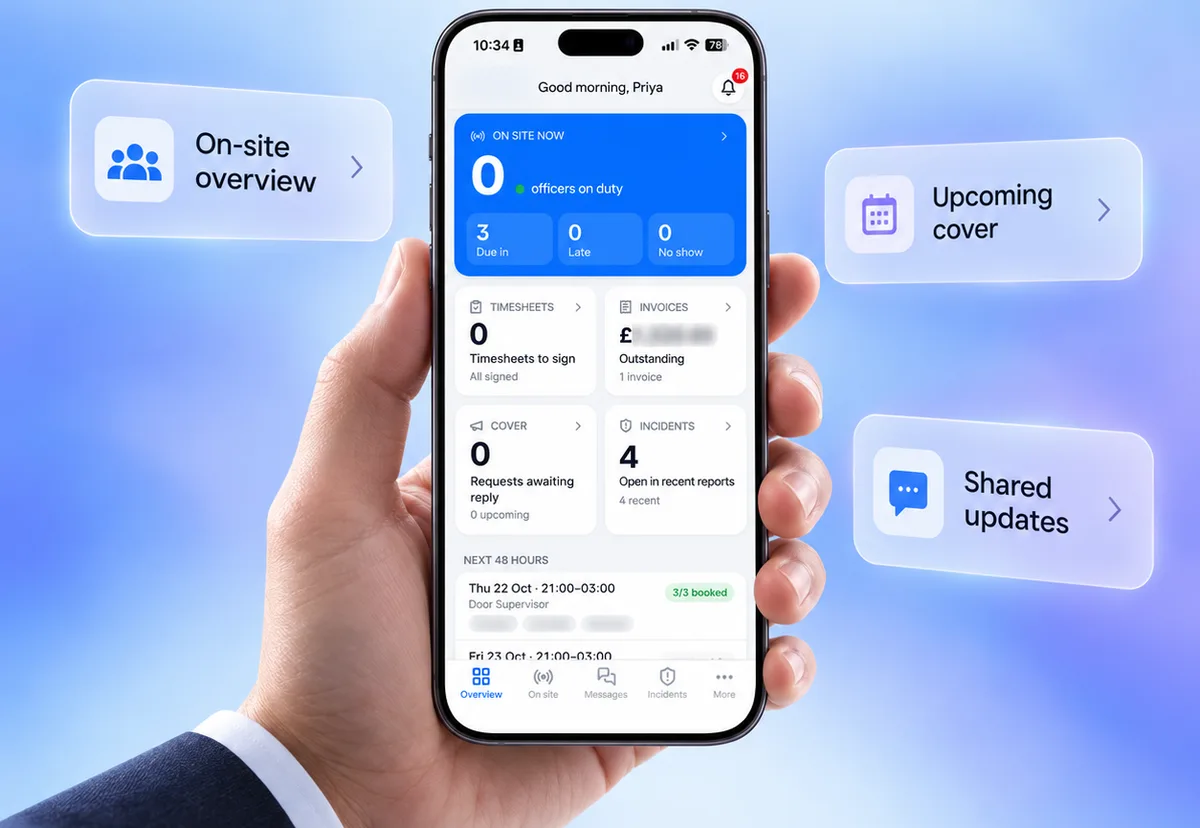 10:34
78
Good morning, Priya
16
ON SITE NOW
0 officers on duty
3
Due in
0
Late
0
No show
TIMESHEETS
0
Timesheets to sign
All signed
INVOICES
£
Outstanding
1 invoice
COVER
0
Requests awaiting
reply
0 upcoming
INCIDENTS
4
Open in recent reports
4 recent
NEXT 48 HOURS
Thu 22 Oct · 21:00–03:00
3/3 booked
Door Supervisor
Fri 23 Oct · 21:00–03:00
Overview
On site
Messages
Incidents
More
On-site
overview
Upcoming
cover
Shared
updates